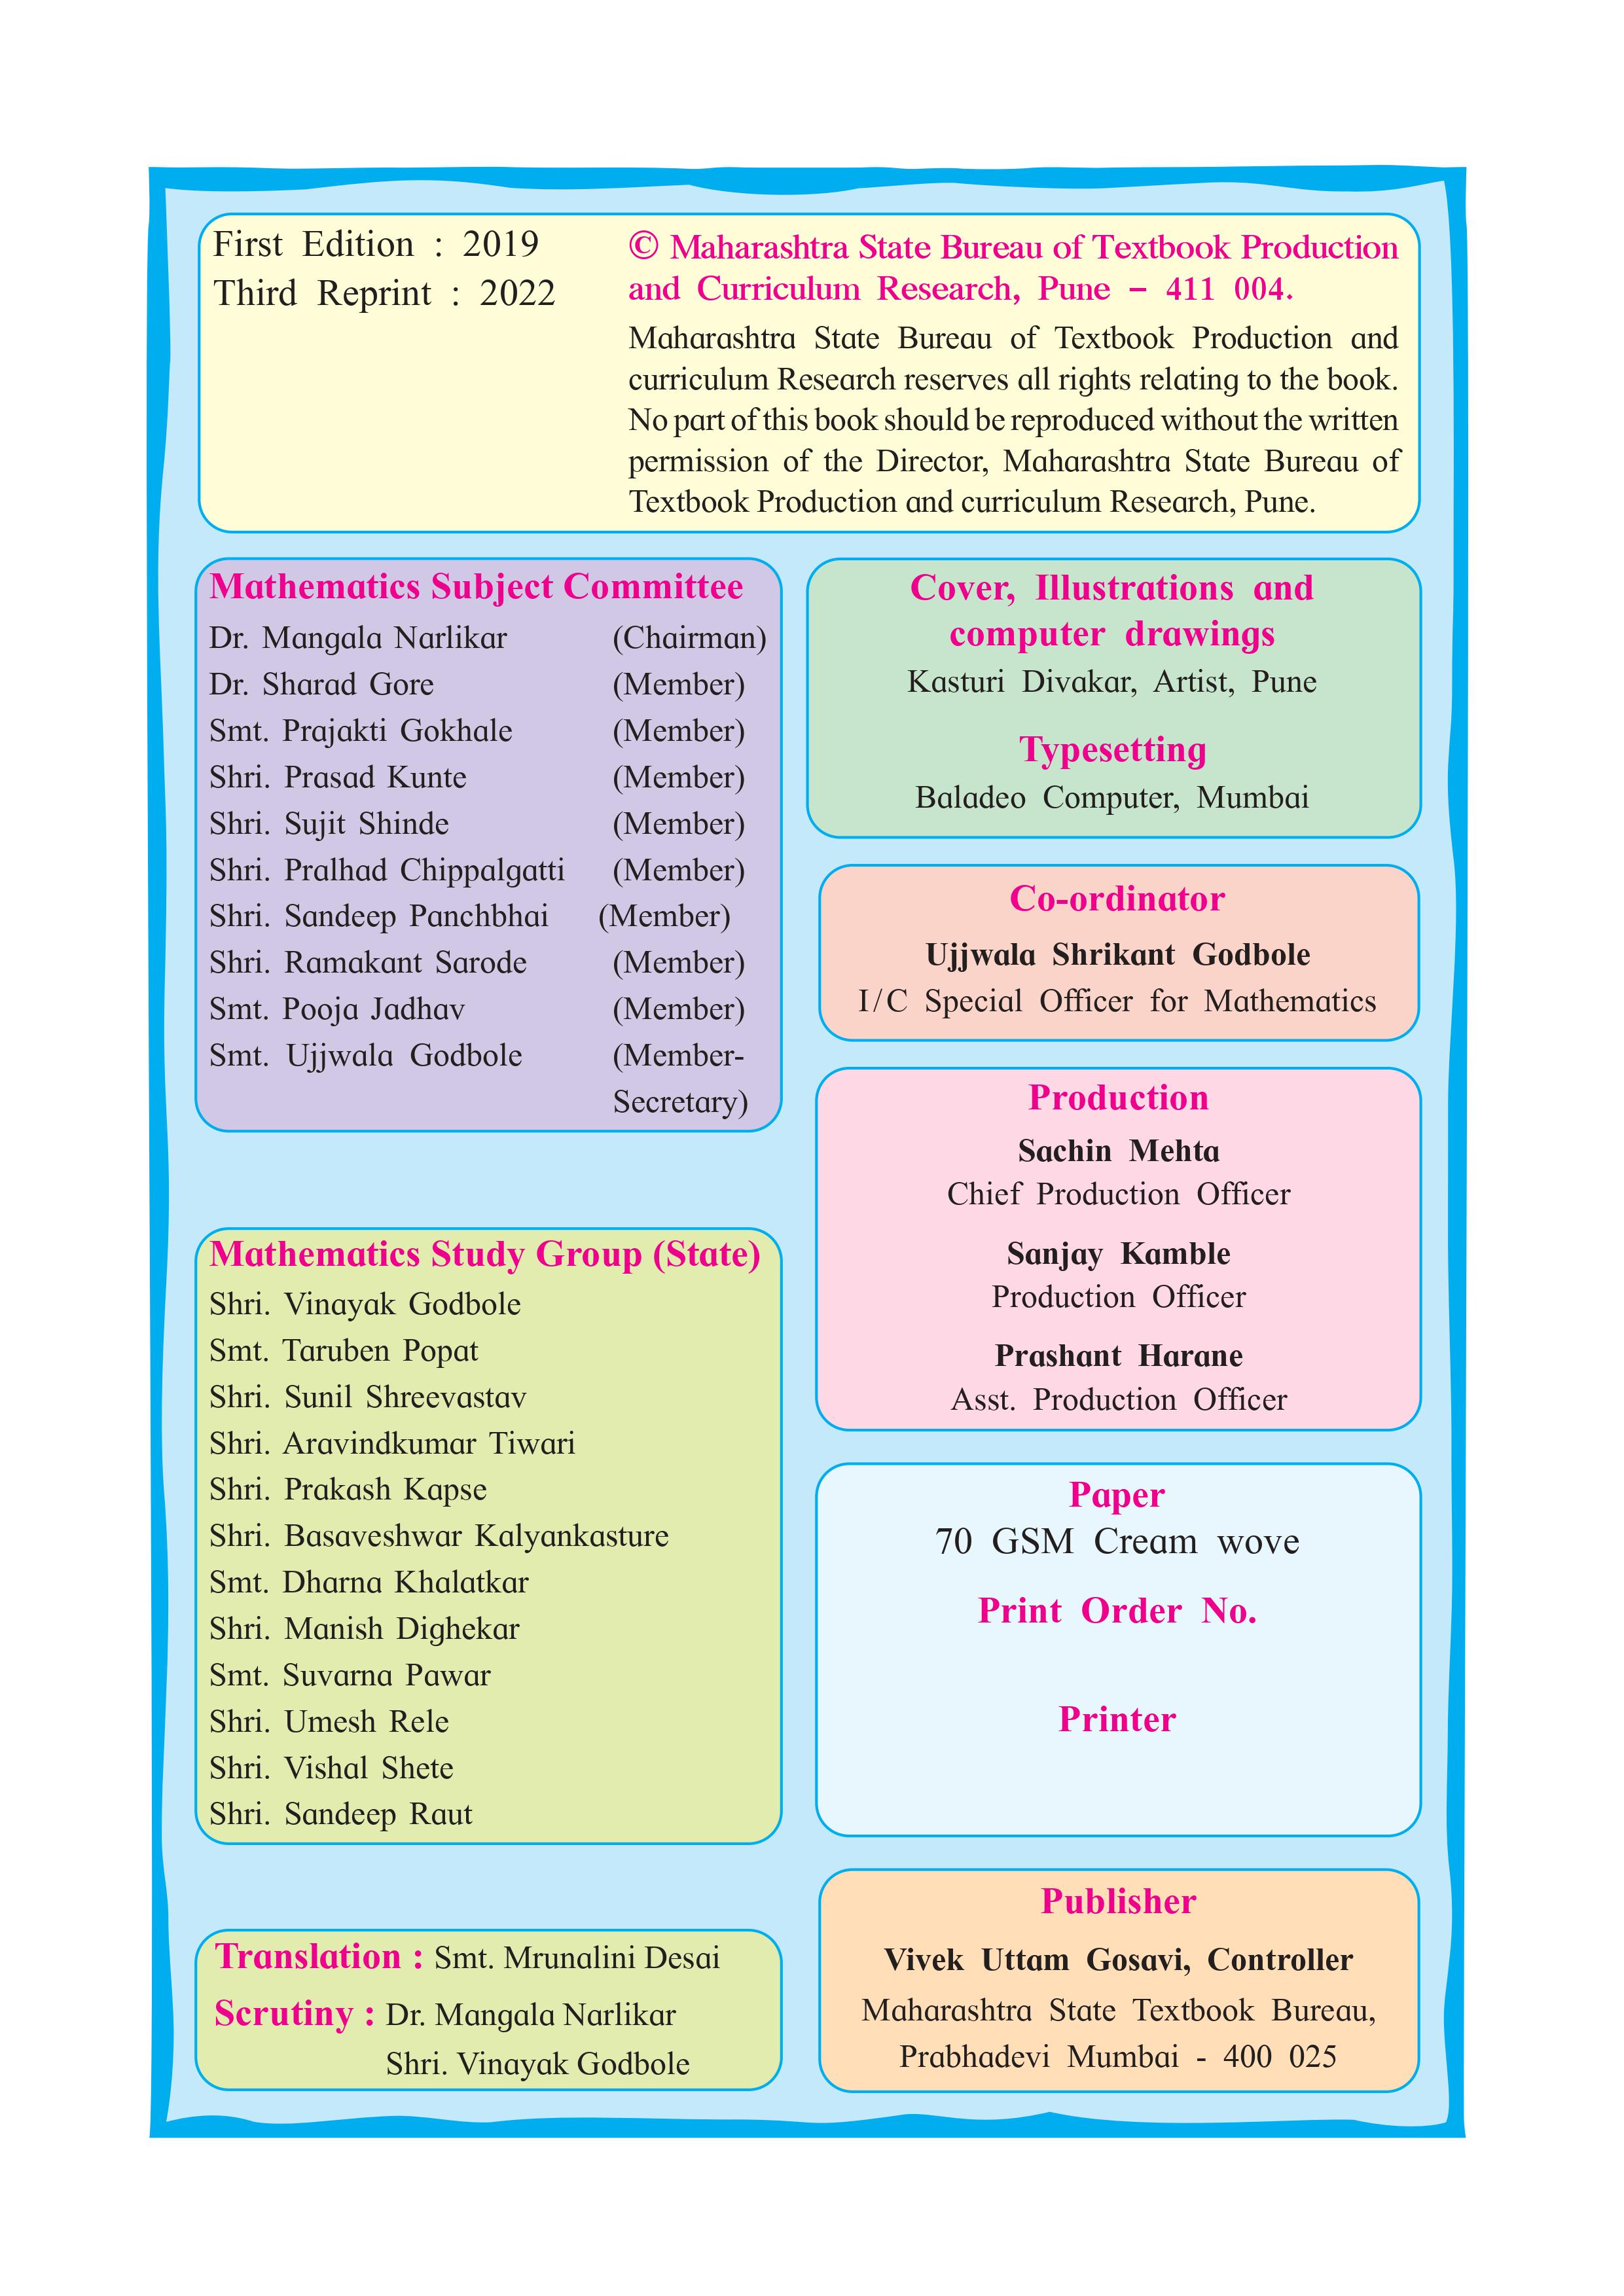 First Edition : 2019
Third Reprint : 2022
© Maharashtra State Bureau of Textbook Production
and Curriculum Research, Pune – 411 004.
Maharashtra State Bureau of Textbook Production and
curriculum Research reserves all rights relating to the book.
No part of this book should be reproduced without the written
permission of the Director, Maharashtra State Bureau of
Textbook Production and curriculum Research, Pune.
Mathematics Subject Committee
Dr. Mangala Narlikar (Chairman)
Dr. Sharad Gore (Member)
Smt. Prajakti Gokhale (Member)
Shri. Prasad Kunte (Member)
Shri. Sujit Shinde (Member)
Shri. Pralhad Chippalgatti (Member)
Shri. Sandeep Panchbhai (Member)
Shri. Ramakant Sarode (Member)
Smt. Pooja Jadhav (Member)
Smt. Ujjwala Godbole (Member-
Secretary)
Mathematics Study Group (State)
Shri. Vinayak Godbole
Smt. Taruben Popat
Shri. Sunil Shreevastav
Shri. Aravindkumar Tiwari
Shri. Prakash Kapse
Shri. Basaveshwar Kalyankasture
Smt. Dharna Khalatkar
Shri. Manish Dighekar
Smt. Suvarna Pawar
Shri. Umesh Rele
Shri. Vishal Shete
Shri. Sandeep Raut
Translation : Smt. Mrunalini Desai
Scrutiny : Dr. Mangala Narlikar
Shri. Vinayak Godbole
Cover, Illustrations and
computer drawings
Kasturi Divakar, Artist, Pune
Typesetting
Baladeo Computer, Mumbai
Co-ordinator
Ujjwala Shrikant Godbole
I/C Special Officer for Mathematics
Production
Sachin Mehta
Chief Production Officer
Sanjay Kamble
Production Officer
Prashant Harane
Asst. Production Officer
Paper
70 GSM Cream wove
Print Order No.
Printer
Publisher
Vivek Uttam Gosavi, Controller
Maharashtra State Textbook Bureau,
Prabhadevi Mumbai - 400 025